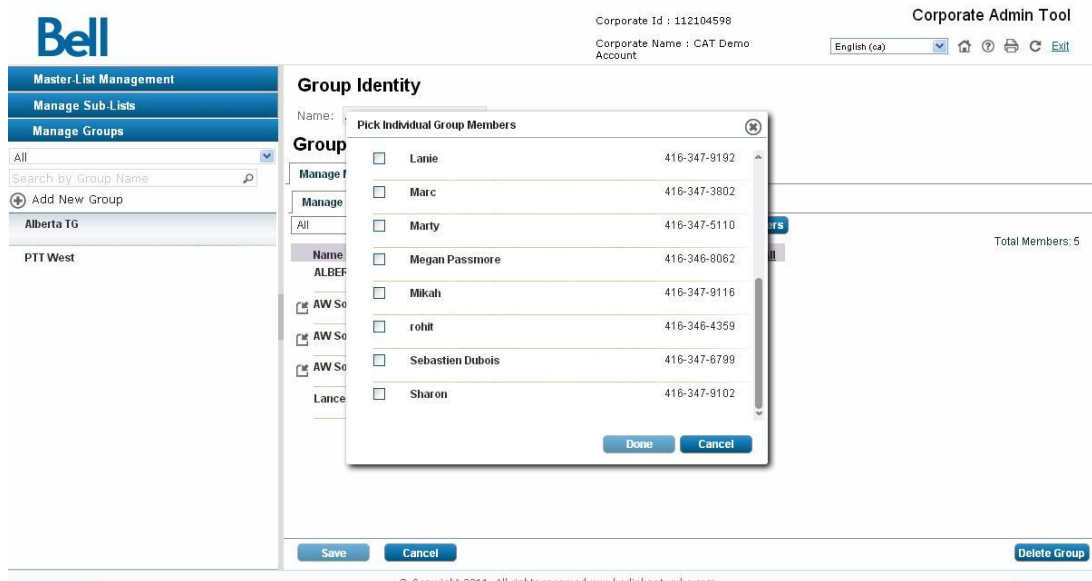 Bell
Corporate Id : 112104598
Corporate Name : CAT Demo
Account
Corporate Admin Tool
English (ca)
Exit
Master-List Management
Manage Sub-Lists
Manage Groups
All
Search by Group Name
Add New Group
Alberta TG
PTT West
Group Identity
Name:
Group
Manage
Manage
All
Total Members: 5
Name
ALBER
AW So
AW So
AW So
Lance
Pick Individual Group Members
Lanie 416-347-9192
Marc 416-347-3802
Marty 416-347-5110
Megan Passmore 416-346-8062
Mikah 416-347-9116
rohit 416-346-4359
Sebastien Dubois 416-347-6799
Sharon 416-347-9102
Done Cancel
Save Cancel
Delete Group